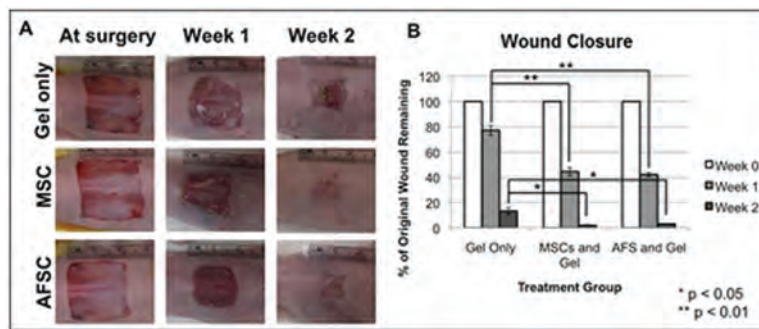 A
At surgery Week 1 Week 2
Gel only
MSC
AFSC
B
Wound Closure
**
**
*
*
120
100
80
60
40
20
0
% of Original Wound Remaining
Gel Only
MSCs and
Gel
AFS and Gel
Treatment Group
Week 0
Week 1
Week 2
* p < 0.05
** p < 0.01